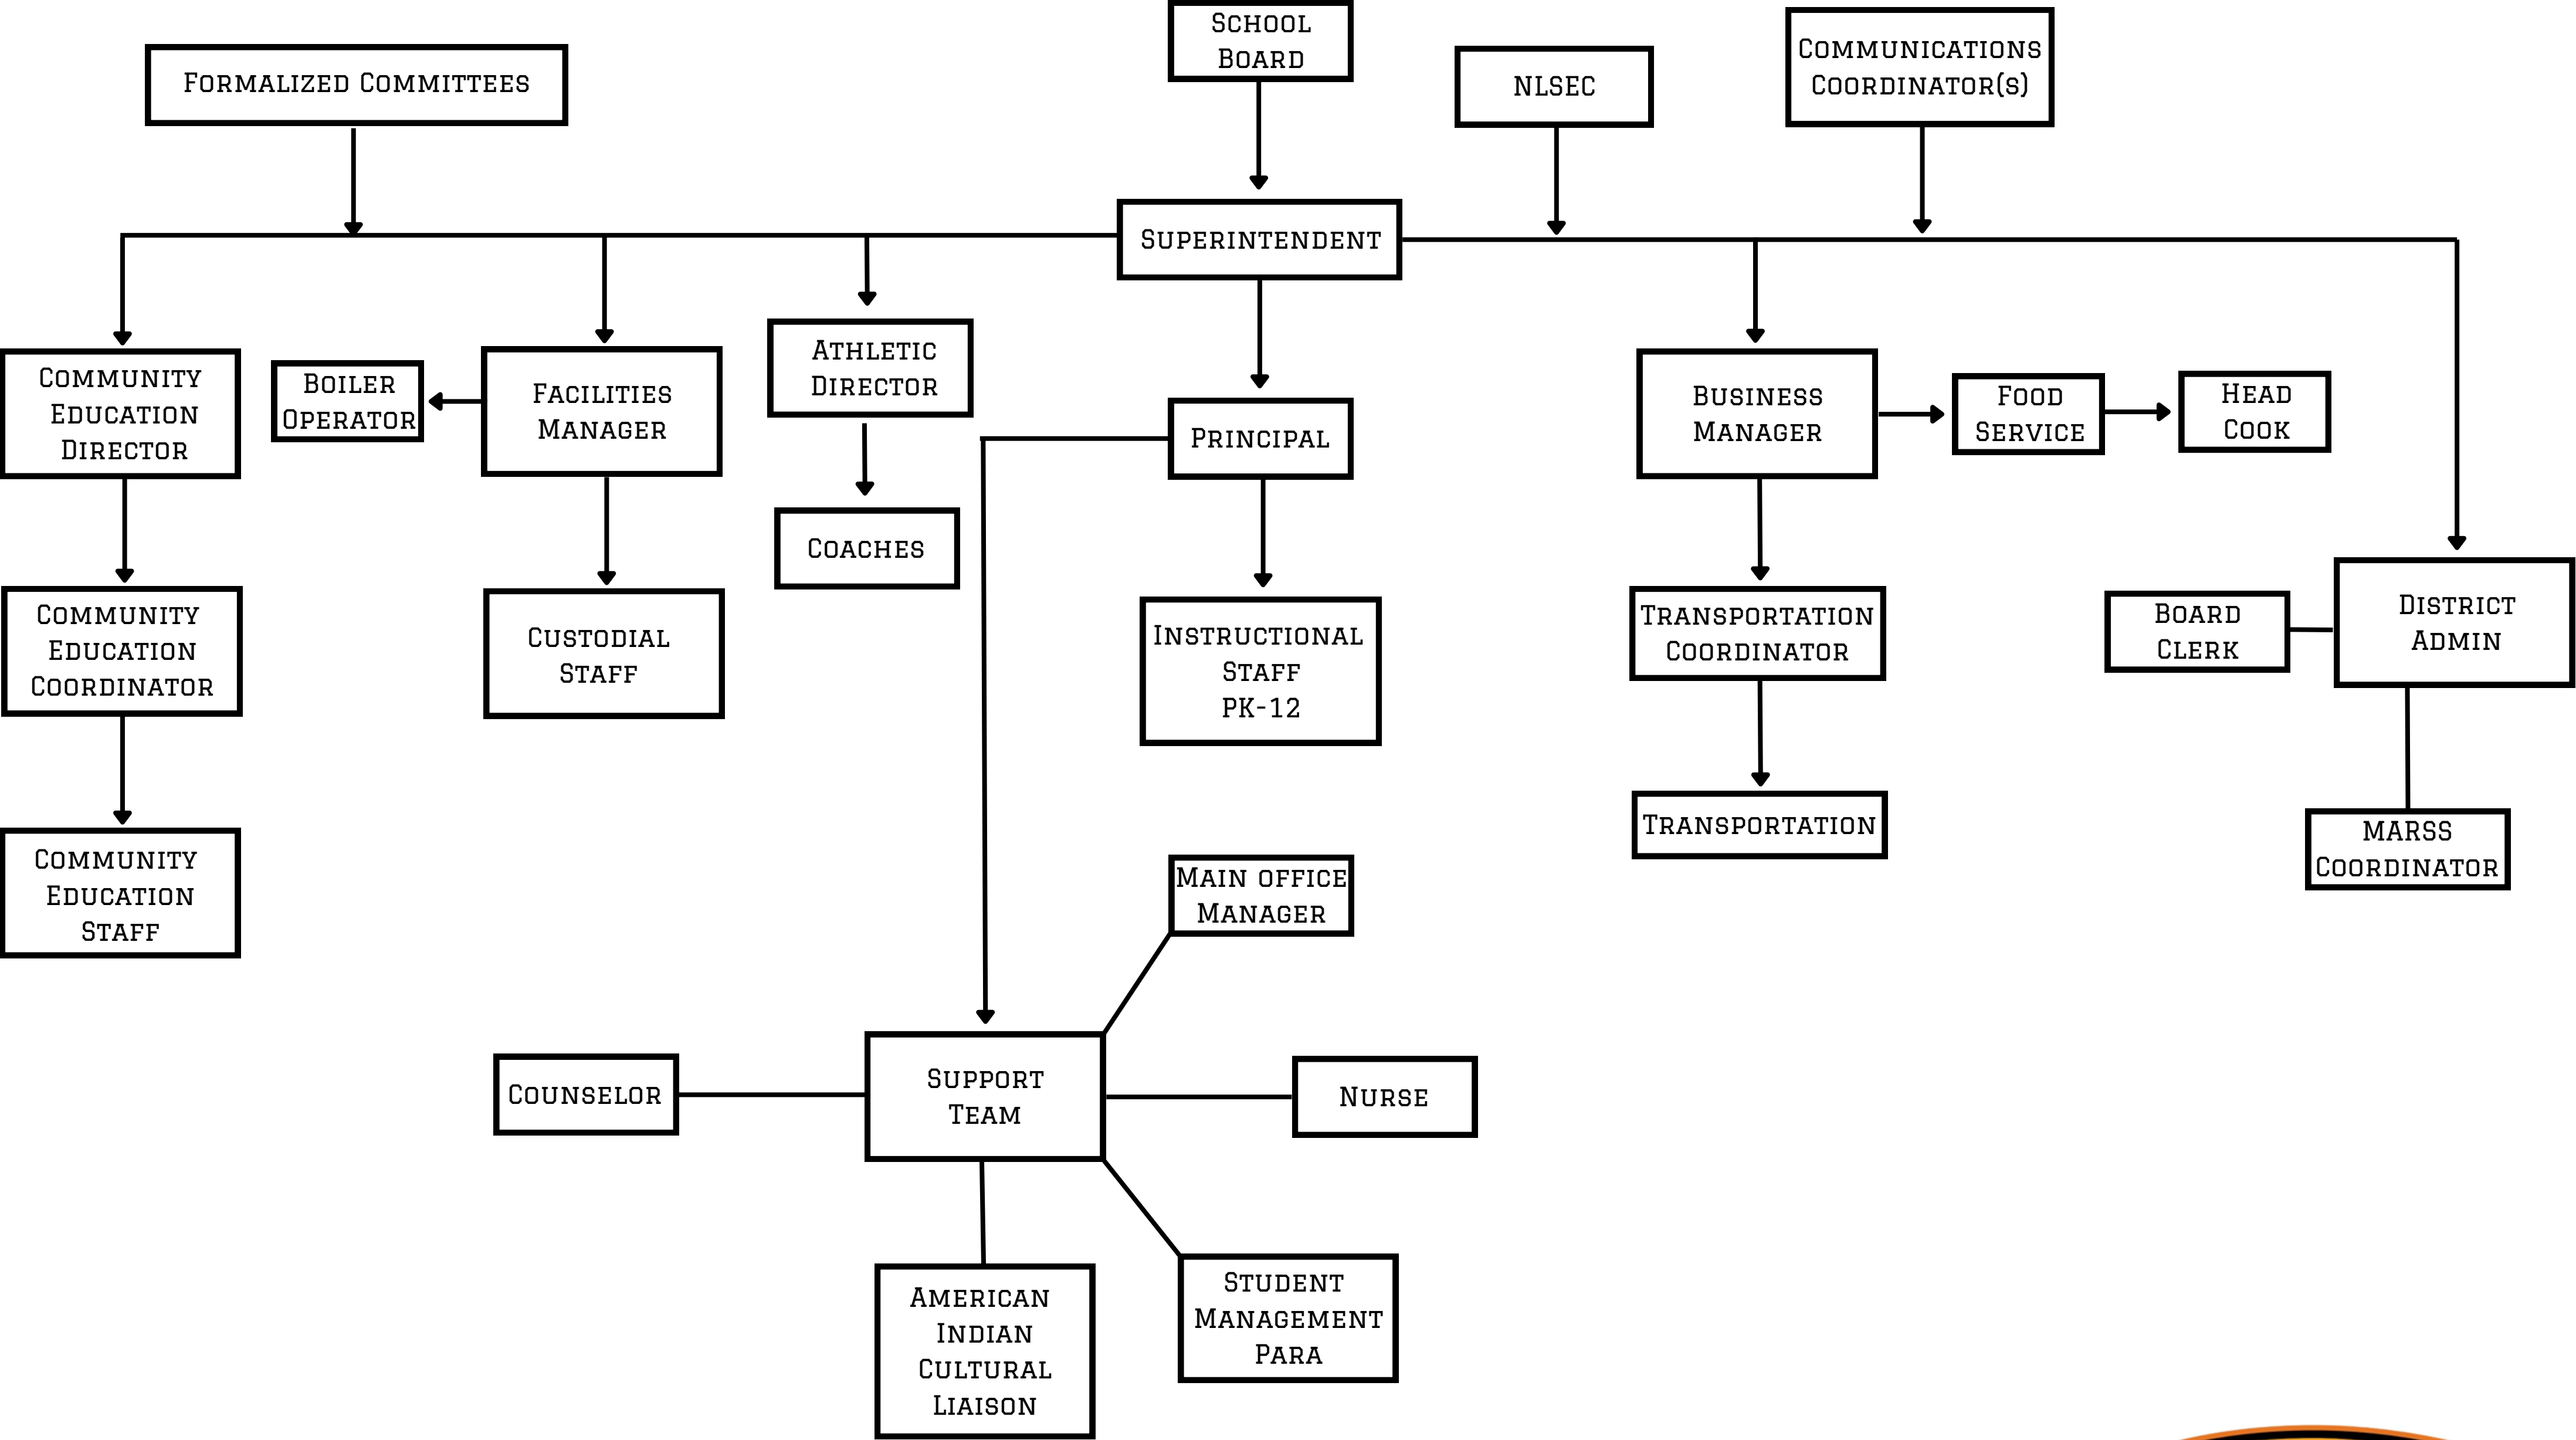 School
Board
Communications
Coordinator(s)
Formalized Committees
NLSEC
Superintendent
Community
Education
Director
Boiler
Operator
Facilities
Manager
Athletic
Director
Principal
Business
Manager
Food
Service
Head
Cook
Coaches
Community
Education
Coordinator
Custodial
Staff
Instructional
Staff
PK-12
Transportation
Coordinator
Board
Clerk
District
Admin
Transportation
MARSS
Coordinator
Community
Education
Staff
Main office
Manager
Counselor
Support
Team
Nurse
American
Indian
Cultural
Liaison
Student
Management
Para